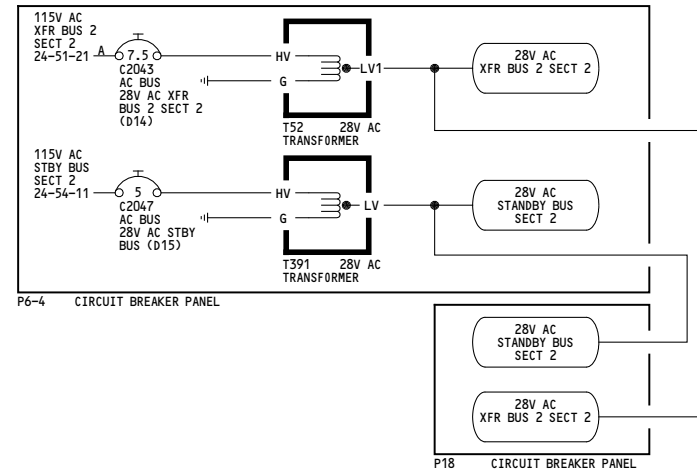 115V AC
XFR BUS 2
SECT 2
24-51-21
A
7.5
C2043
AC BUS
28V AC XFR
BUS 2 SECT 2
(D14)
HV
G
LV1
T52 28V AC
TRANSFORMER
28V AC
XFR BUS 2 SECT 2
115V AC
STBY BUS
SECT 2
24-54-11
5
C2047
AC BUS
28V AC STBY
BUS (D15)
HV
G
LV
T391 28V AC
TRANSFORMER
28V AC
STANDBY BUS
SECT 2
P6-4 CIRCUIT BREAKER PANEL
28V AC
STANDBY BUS
SECT 2
28V AC
XFR BUS 2 SECT 2
P18 CIRCUIT BREAKER PANEL